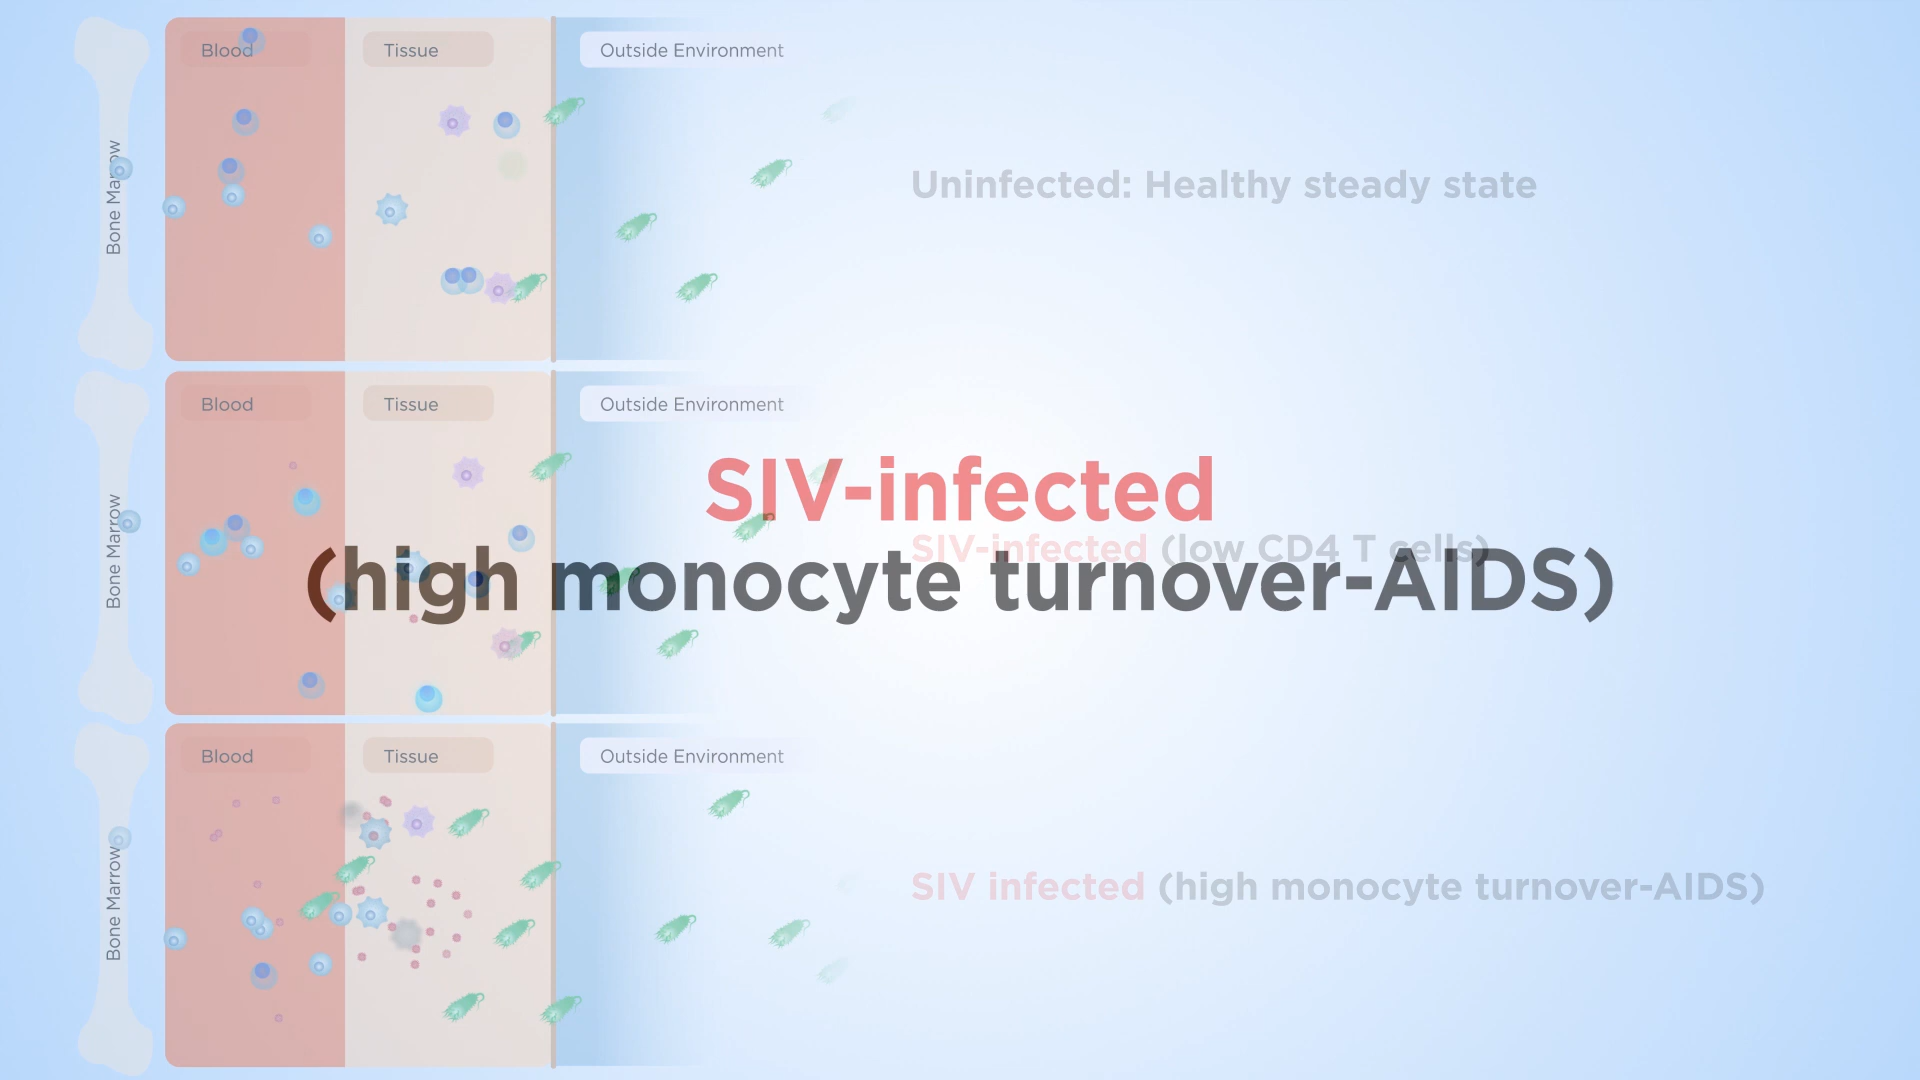 Blood
Tissue
Outside Environment
Bone Marrow
Uninfected: Healthy steady state
Blood
Tissue
Outside Environment
Bone Marrow
SIV-infected
(high monocyte turnover-AIDS)
SIV-infected (low CD4 T cells)
Blood
Tissue
Outside Environment
Bone Marrow
SIV infected (high monocyte turnover-AIDS)